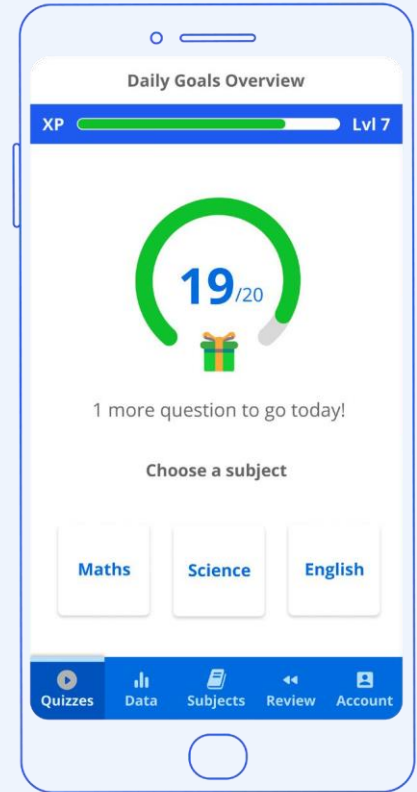 Daily Goals Overview
XP Lvl 7
19/20
1 more question to go today!
Choose a subject
Maths Science English
Quizzes Data Subjects Review Account